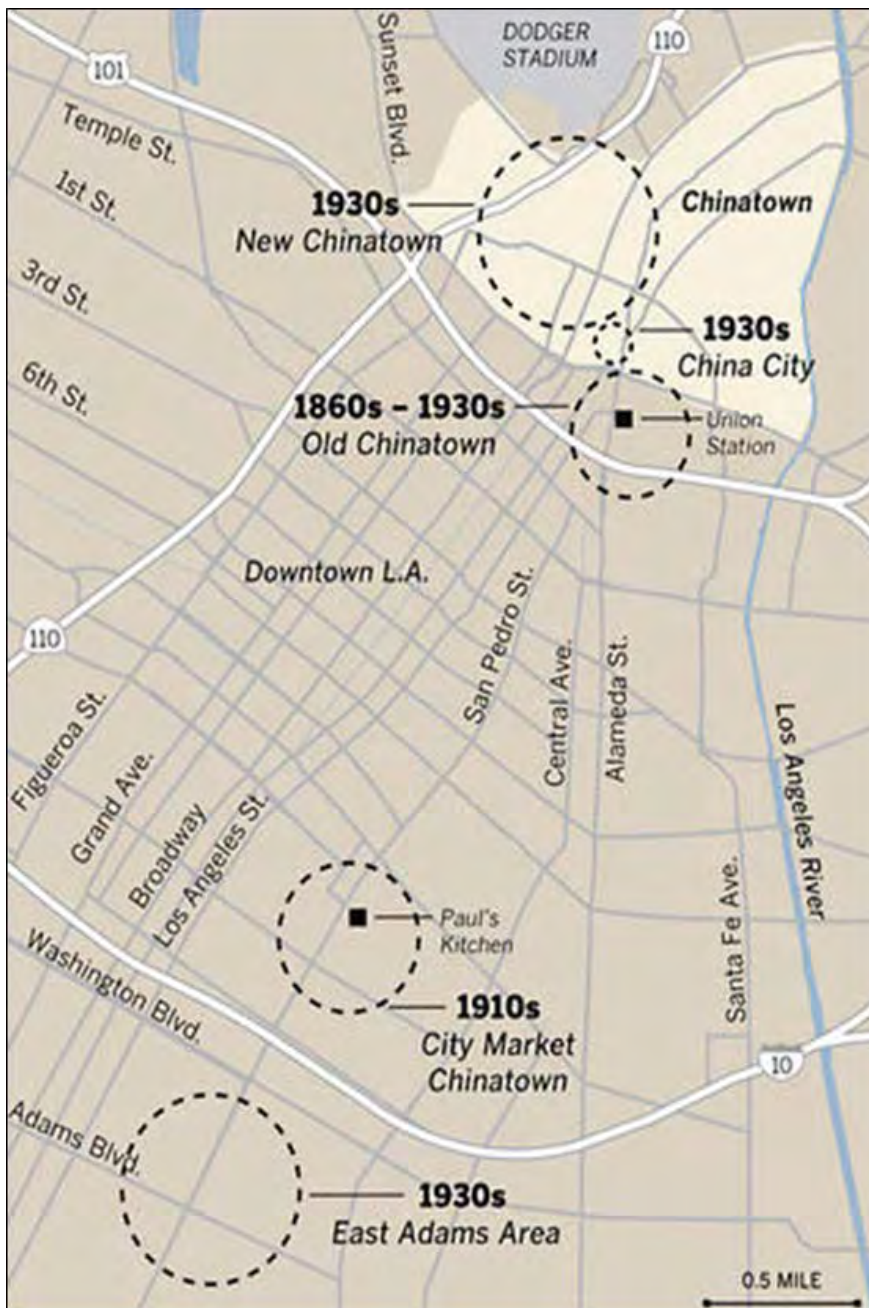 DODGER
STADIUM
110
101
Sunset Blvd.
Temple St.
1st St.
3rd St.
6th St.
1930s
New Chinatown
Chinatown
1930s
China City
1860s – 1930s
Old Chinatown
Union
Station
Downtown L.A.
110
San Pedro St.
Central Ave.
Alameda St.
Los Angeles River
Figueroa St.
Grand Ave.
Broadway
Los Angeles St.
Santa Fe Ave.
Paul's
Kitchen
Washington Blvd.
1910s
City Market
Chinatown
10
Adams Blvd.
1930s
East Adams Area
0.5 MILE